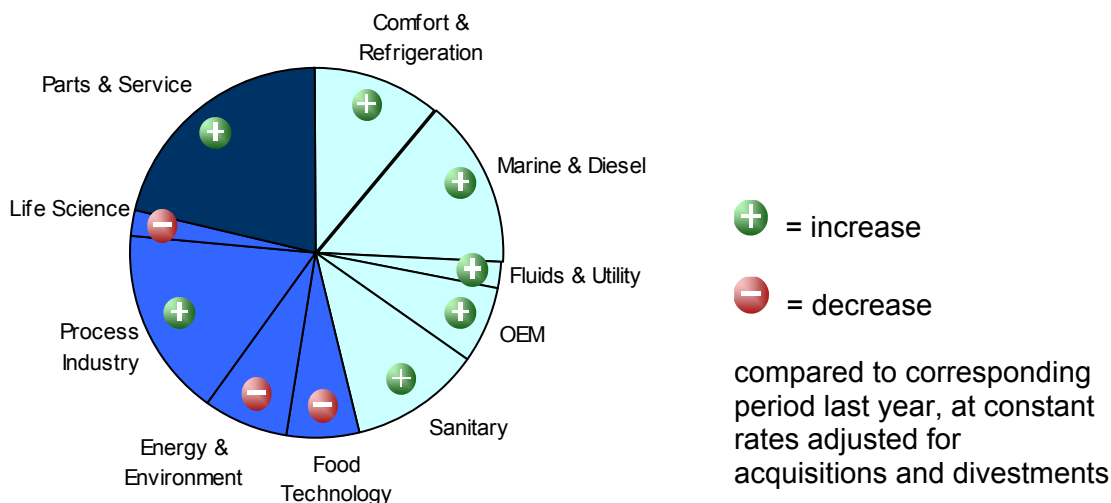 Comfort &
Refrigeration
Parts & Service
Marine & Diesel
Life Science
Fluids & Utility
OEM
Process
Industry
Sanitary
Energy &
Environment
Food
Technology
+ = increase
− = decrease
compared to corresponding
period last year, at constant
rates adjusted for
acquisitions and divestments